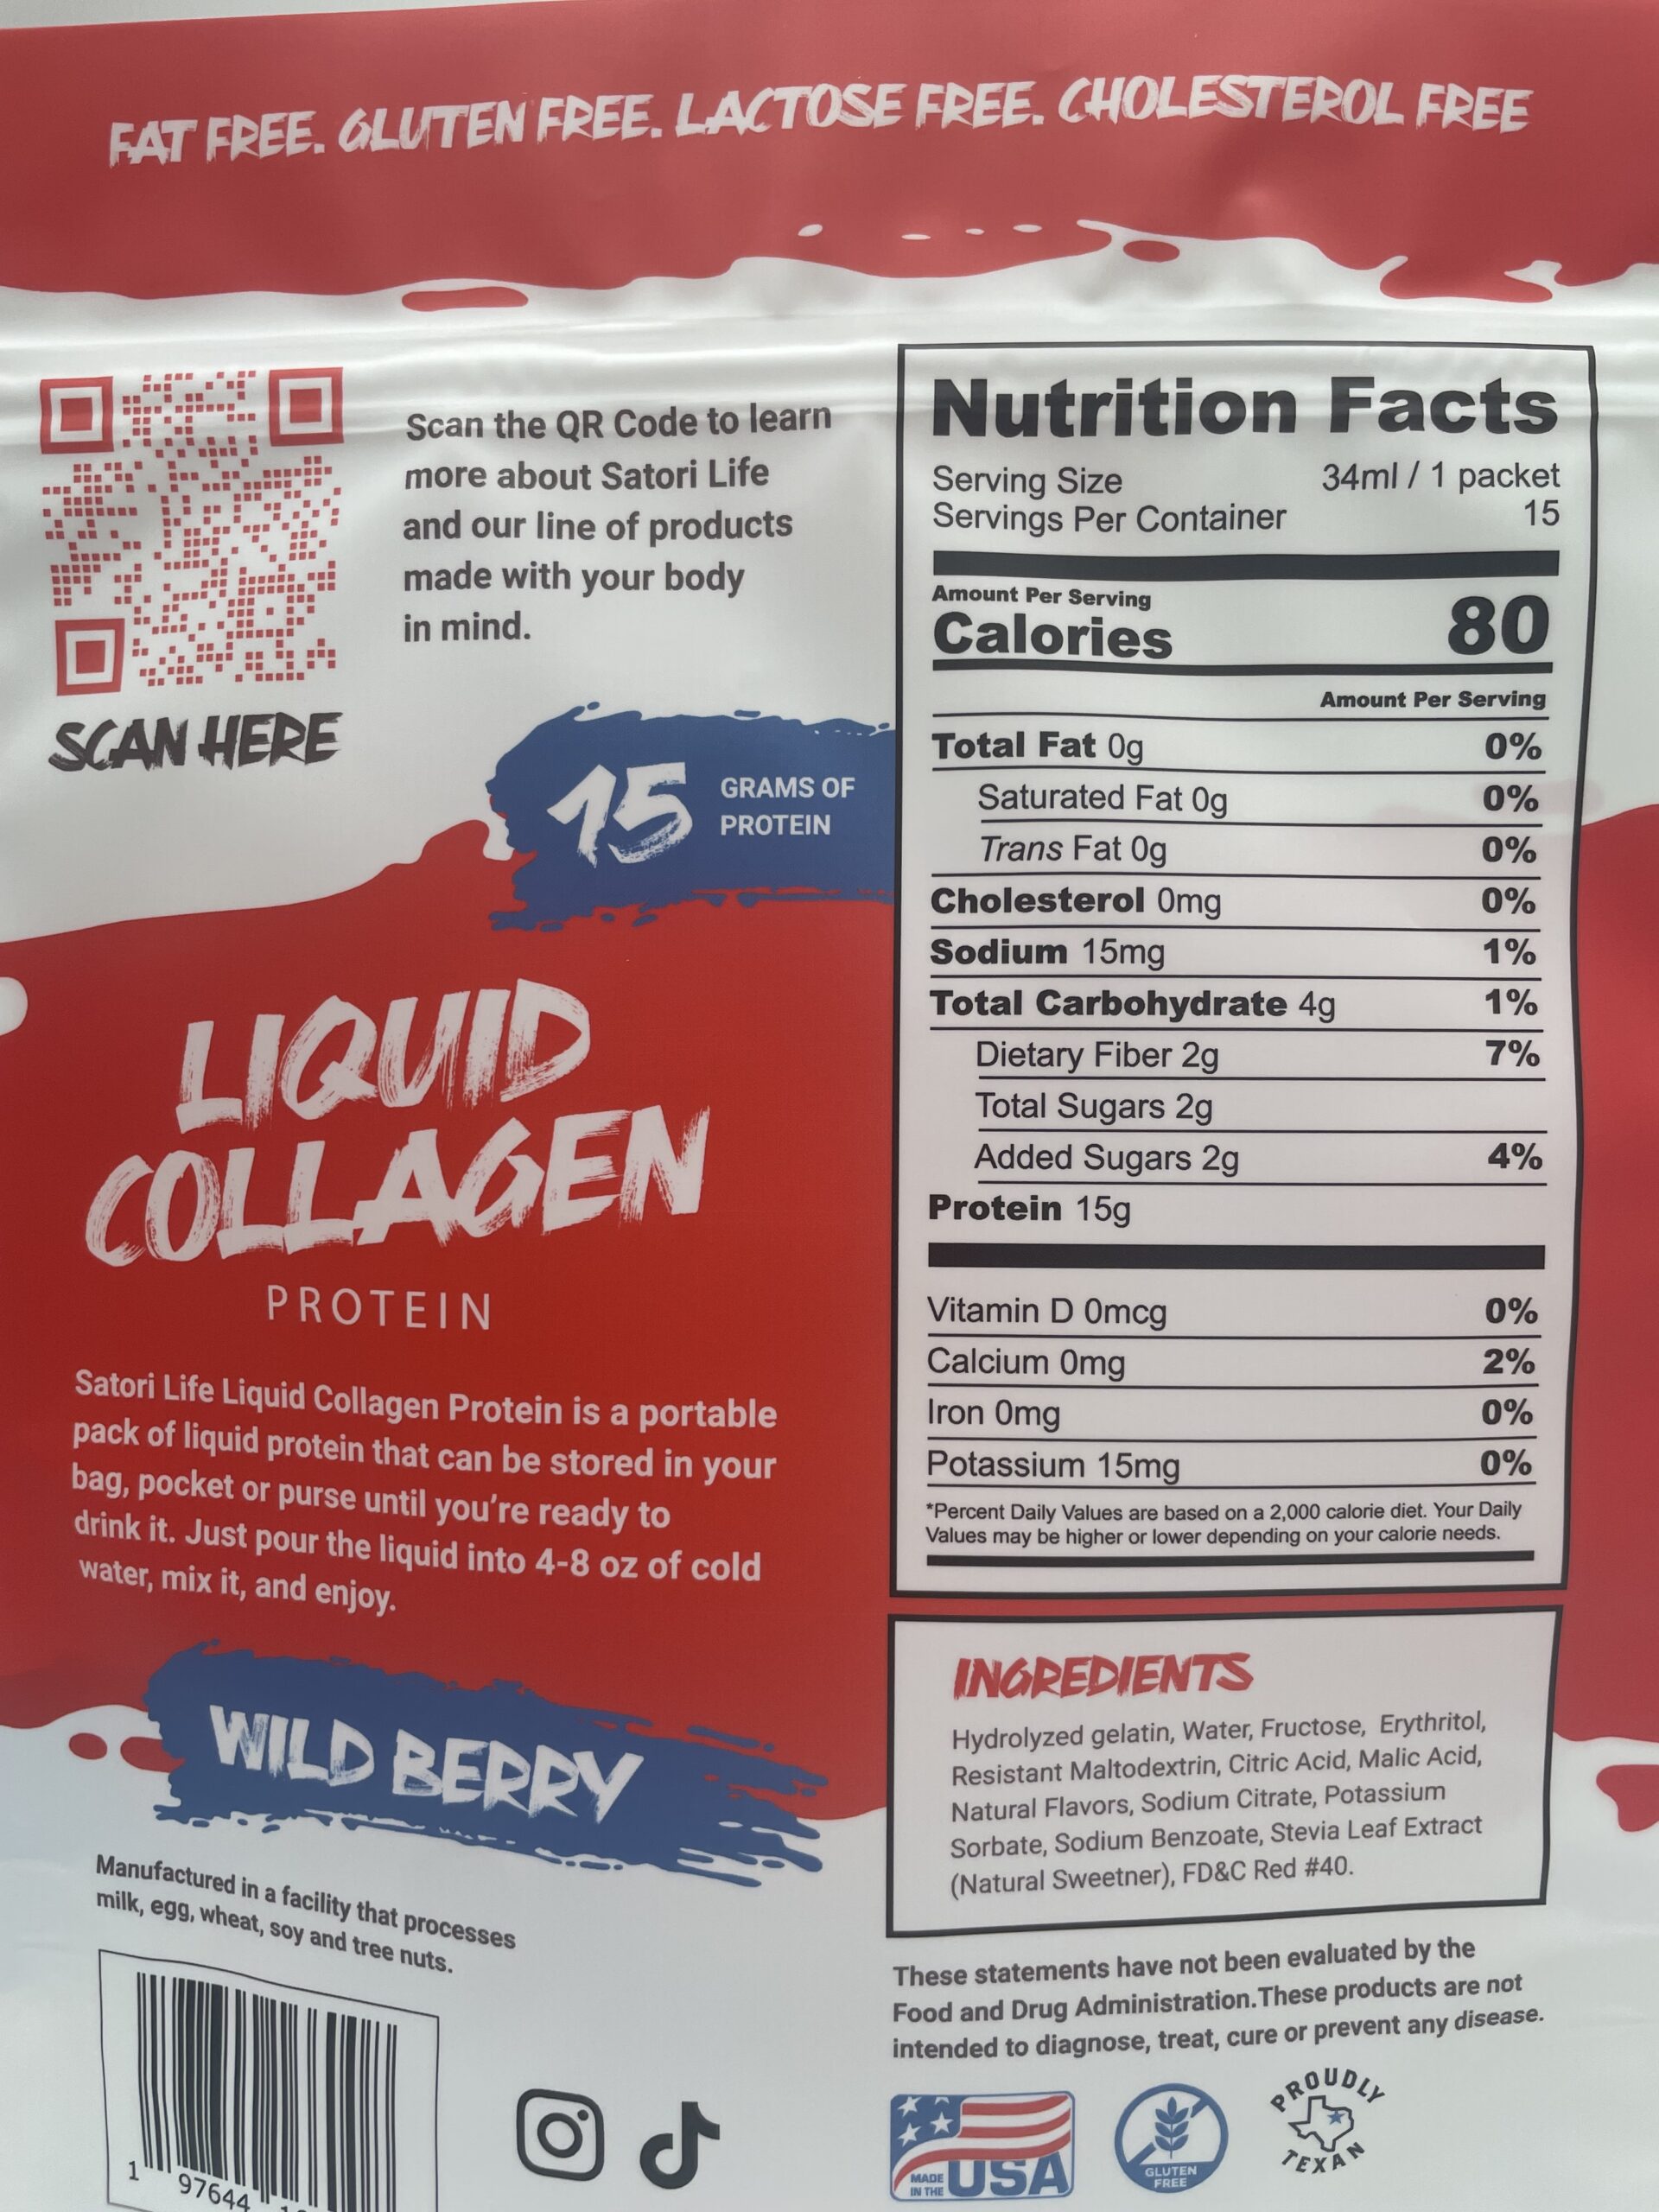 FAT FREE. GLUTEN FREE. LACTOSE FREE. CHOLESTEROL FREE
Scan the QR Code to learn
more about Satori Life
and our line of products
made with your body
in mind.
SCAN HERE
15 GRAMS OF
PROTEIN
LIQUID
COLLAGEN
PROTEIN
Satori Life Liquid Collagen Protein is a portable
pack of liquid protein that can be stored in your
bag, pocket or purse until you’re ready to
drink it. Just pour the liquid into 4-8 oz of cold
water, mix it, and enjoy.
WILD BERRY
Manufactured in a facility that processes
milk, egg, wheat, soy and tree nuts.
1 97644
Nutrition Facts
Serving Size 34ml / 1 packet
Servings Per Container 15
Amount Per Serving
Calories 80
Amount Per Serving
Total Fat 0g 0%
Saturated Fat 0g 0%
Trans Fat 0g 0%
Cholesterol 0mg 0%
Sodium 15mg 1%
Total Carbohydrate 4g 1%
Dietary Fiber 2g 7%
Total Sugars 2g
Added Sugars 2g 4%
Protein 15g
Vitamin D 0mcg 0%
Calcium 0mg 2%
Iron 0mg 0%
Potassium 15mg 0%
*Percent Daily Values are based on a 2,000 calorie diet. Your Daily
Values may be higher or lower depending on your calorie needs.
INGREDIENTS
Hydrolyzed gelatin, Water, Fructose, Erythritol,
Resistant Maltodextrin, Citric Acid, Malic Acid,
Natural Flavors, Sodium Citrate, Potassium
Sorbate, Sodium Benzoate, Stevia Leaf Extract
(Natural Sweetner), FD&C Red #40.
These statements have not been evaluated by the
Food and Drug Administration.These products are not
intended to diagnose, treat, cure or prevent any disease.
MADE
IN THE USA
GLUTEN
FREE
PROUDLY
TEXAN